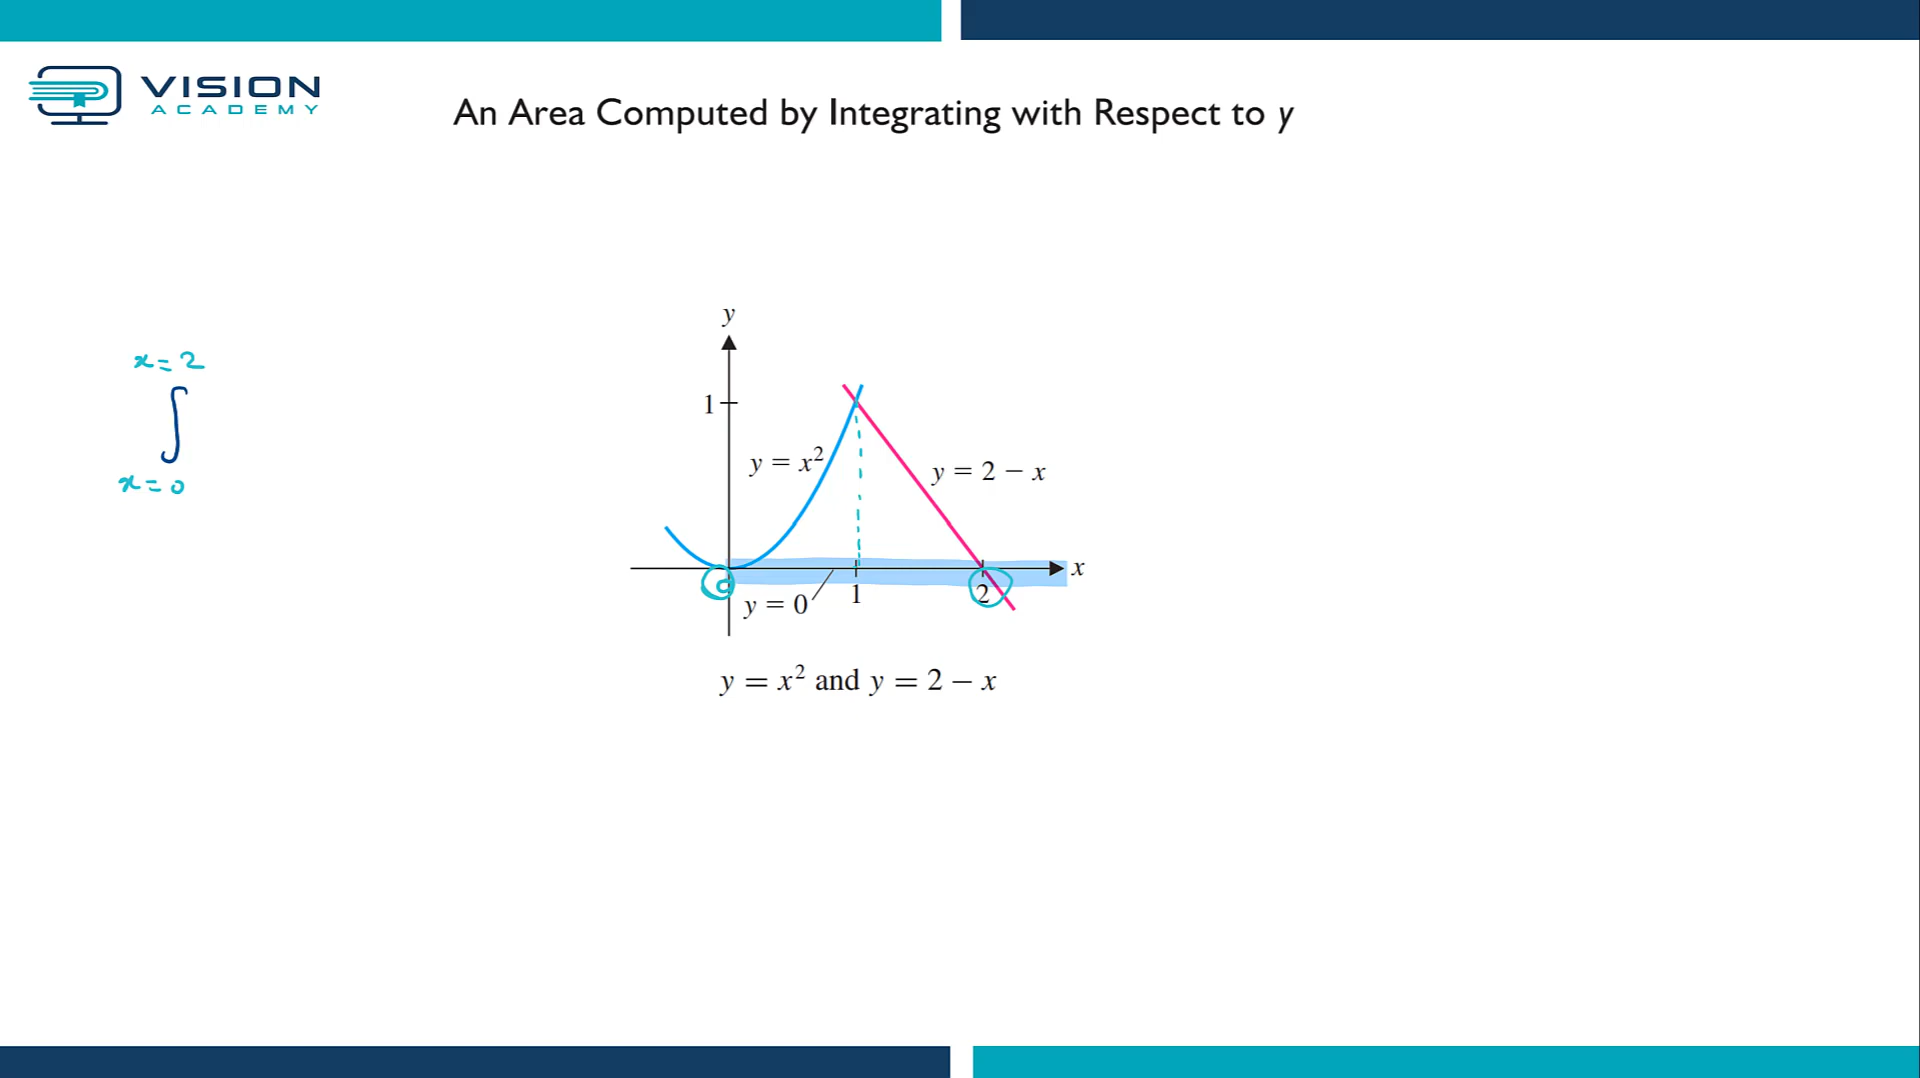 VISION
ACADEMY
An Area Computed by Integrating with Respect to y
x = 2
∫
x = 0
y
1
y = x²
y = 2 − x
x
0
y = 0
1
2
y = x² and y = 2 − x